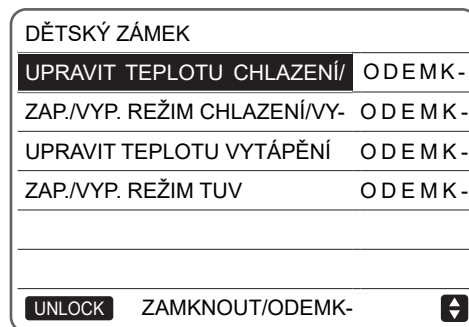 DĚTSKÝ ZÁMEK
UPRAVIT TEPLOTU CHLAZENÍ/ ODEMK-
ZAP./VYP. REŽIM CHLAZENÍ/VY- ODEMK-
UPRAVIT TEPLOTU VYTÁPĚNÍ ODEMK-
ZAP./VYP. REŽIM TUV ODEMK-
UNLOCK ZAMKNOUT/ODEMK-